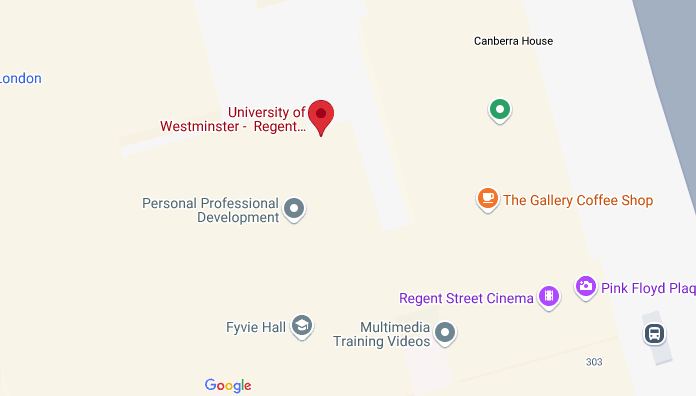 Canberra House
London
University of
Westminster - Regent...
Personal Professional
Development
The Gallery Coffee Shop
Pink Floyd Plaq
Regent Street Cinema
Fyvie Hall
Multimedia
Training Videos
303
Google